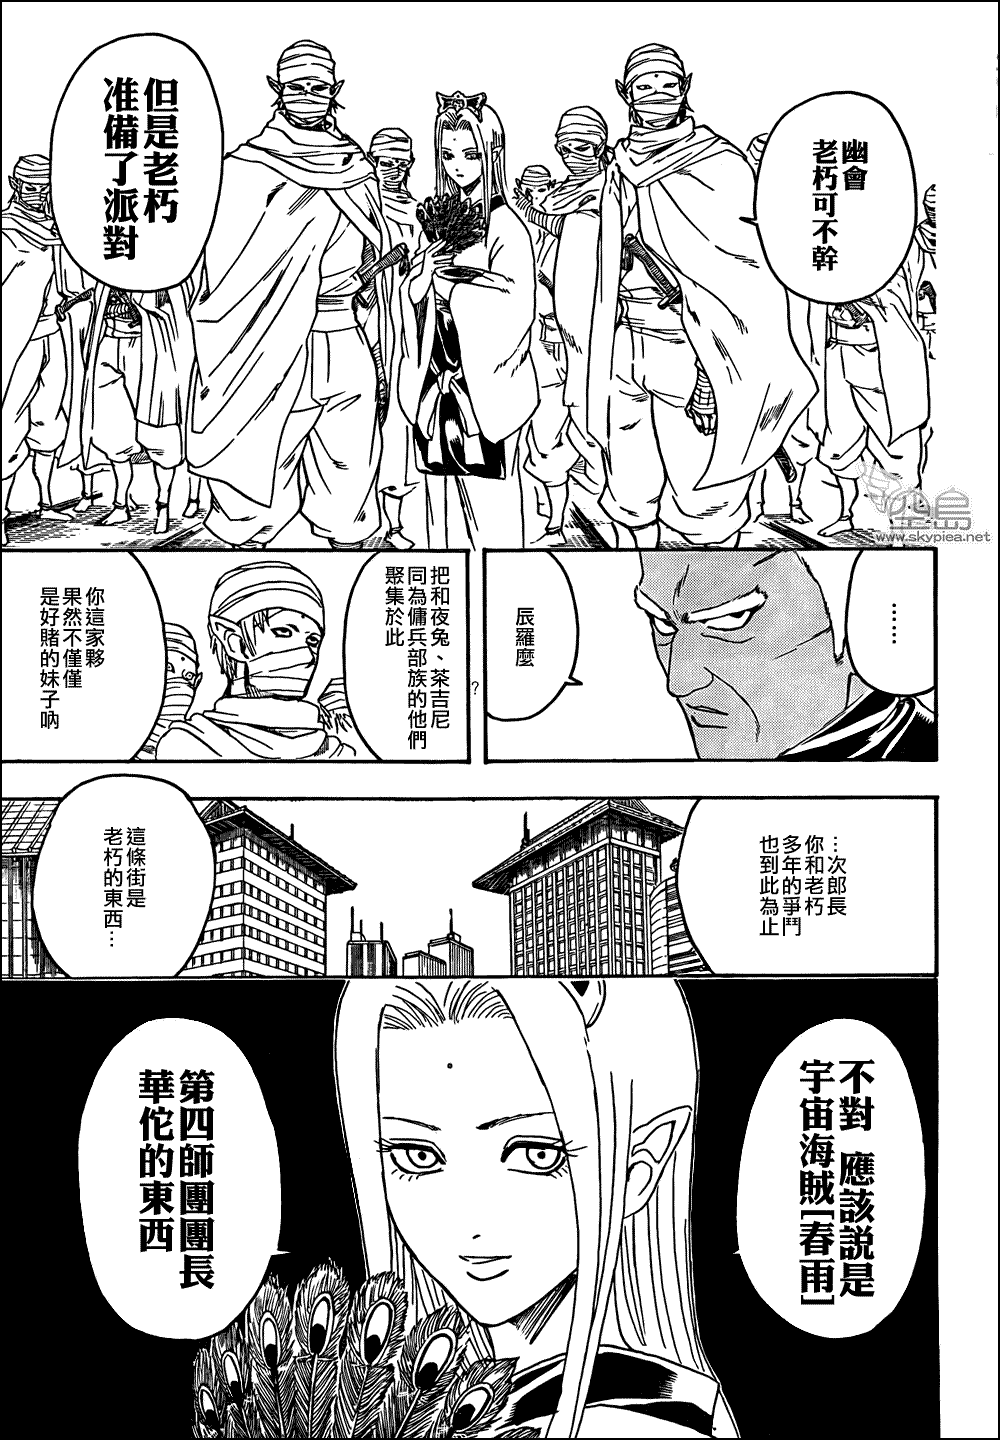 幽會
老朽可不幹
但是老朽
准備了派對
空島
www.skypiea.net
……
辰羅麼
?
把和夜兔、茶吉尼
同為傭兵部族的他們
聚集於此
你這家夥
果然不僅僅
是好賭的妹子吶
…次郎長
你和老朽
多年的爭鬥
也到此為止
這條街是
老朽的東西…
不對 應該説是
宇宙海賊[春雨]
第四師團團長
華佗的東西